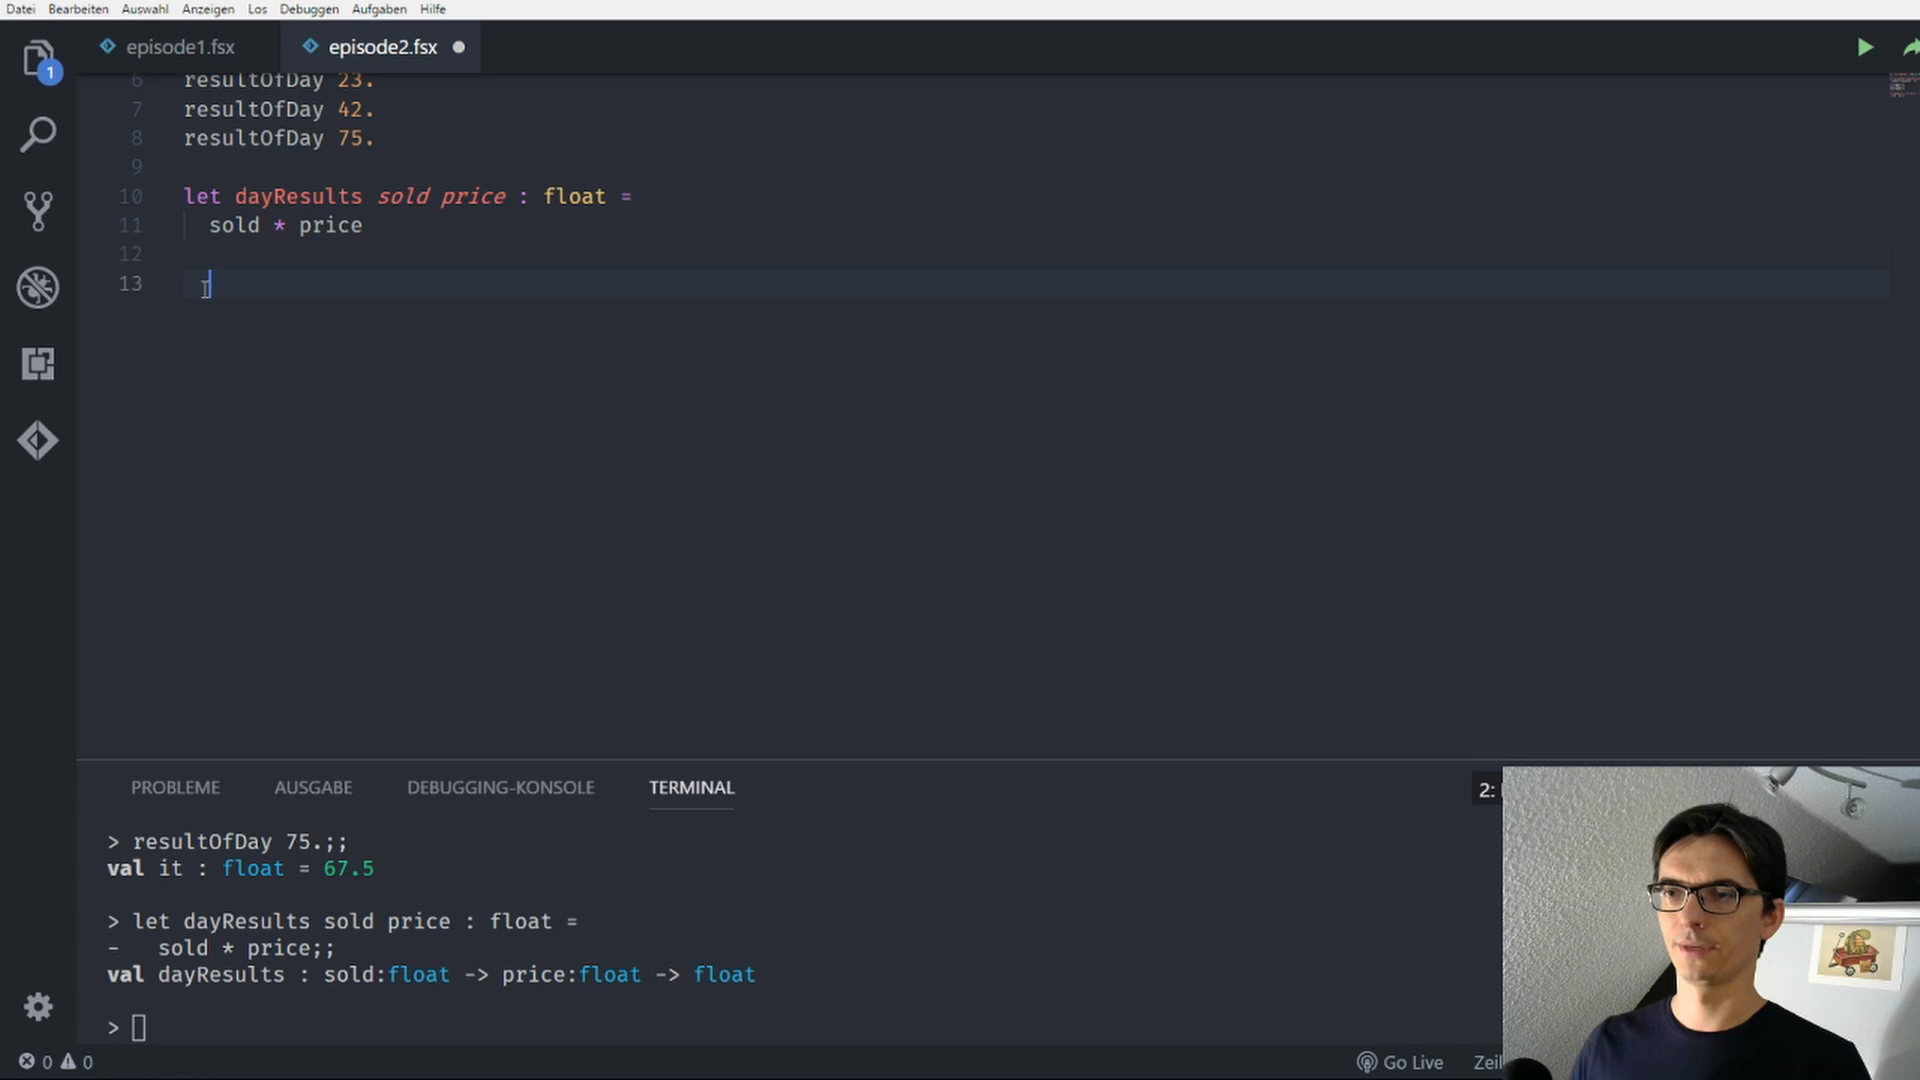 Datei Bearbeiten Auswahl Anzeigen Los Debuggen Aufgaben Hilfe
episode1.fsx episode2.fsx
1
6 resultOfDay 23.
7 resultOfDay 42.
8 resultOfDay 75.
9
10 let dayResults sold price : float =
11 sold * price
12
13
PROBLEME AUSGABE DEBUGGING-KONSOLE TERMINAL 2:
> resultOfDay 75.;;
val it : float = 67.5
> let dayResults sold price : float =
- sold * price;;
val dayResults : sold:float -> price:float -> float
>
0 0 Go Live Zeil